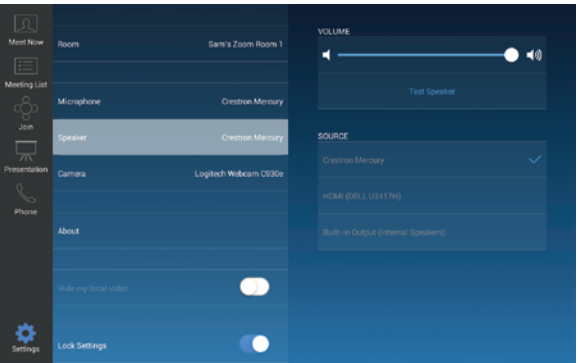 Meet Now
Meeting List
Join
Presentation
Phone
Settings
Room Sam's Zoom Room 1
Microphone Crestron Mercury
Speaker Crestron Mercury
Camera Logitech Webcam C930e
About
Hide my local video
Lock Settings
VOLUME
Test Speaker
SOURCE
Crestron Mercury
HDMI (DELL U2417H)
Built-in Output (Internal Speakers)